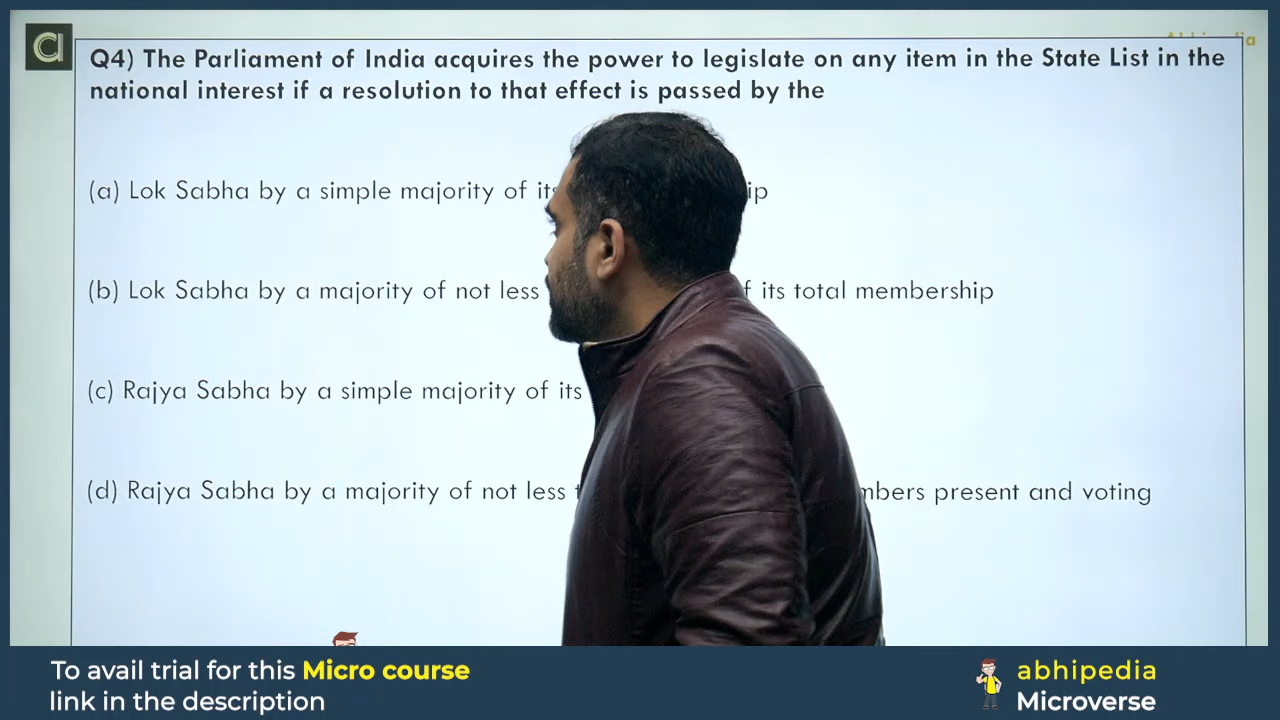 Q4) The Parliament of India acquires the power to legislate on any item in the State List in the
national interest if a resolution to that effect is passed by the
(a) Lok Sabha by a simple majority of its
(b) Lok Sabha by a majority of not less of its total membership
(c) Rajya Sabha by a simple majority of its
(d) Rajya Sabha by a majority of not less present and voting
To avail trial for this Micro course
link in the description
abhipedia
Microverse